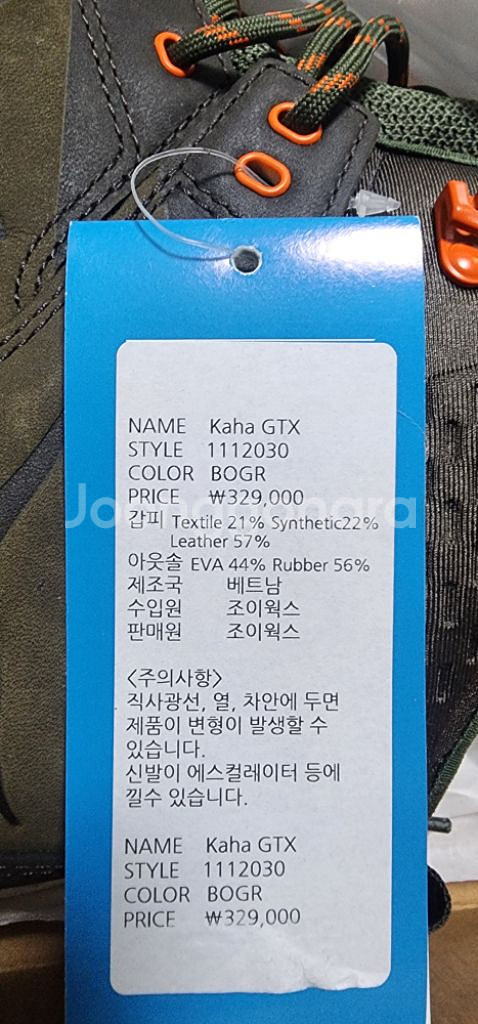 NAME Kaha GTX
STYLE 1112030
COLOR BOGR
PRICE ₩329,000
갑피 Textile 21% Synthetic22%
Leather 57%
아웃솔 EVA 44% Rubber 56%
제조국 베트남
수입원 조이웍스
판매원 조이웍스
<주의사항>
직사광선, 열, 차안에 두면
제품이 변형이 발생할 수
있습니다.
신발이 에스컬레이터 등에
낄수 있습니다.
NAME Kaha GTX
STYLE 1112030
COLOR BOGR
PRICE ₩329,000